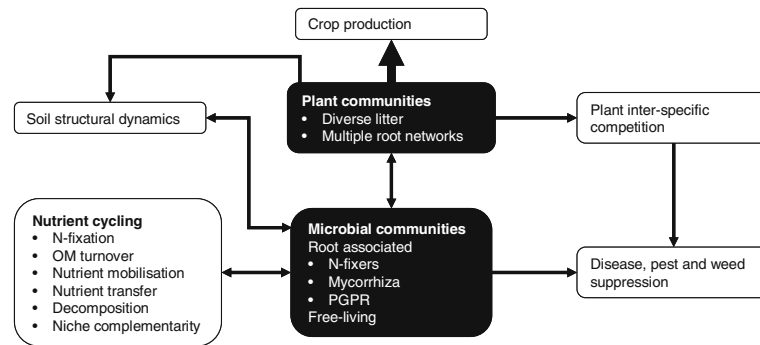 Crop production
Plant communities
• Diverse litter
• Multiple root networks
Plant inter-specific
competition
Soil structural dynamics
Nutrient cycling
• N-fixation
• OM turnover
• Nutrient mobilisation
• Nutrient transfer
• Decomposition
• Niche complementarity
Microbial communities
Root associated
• N-fixers
• Mycorrhiza
• PGPR
Free-living
Disease, pest and weed
suppression